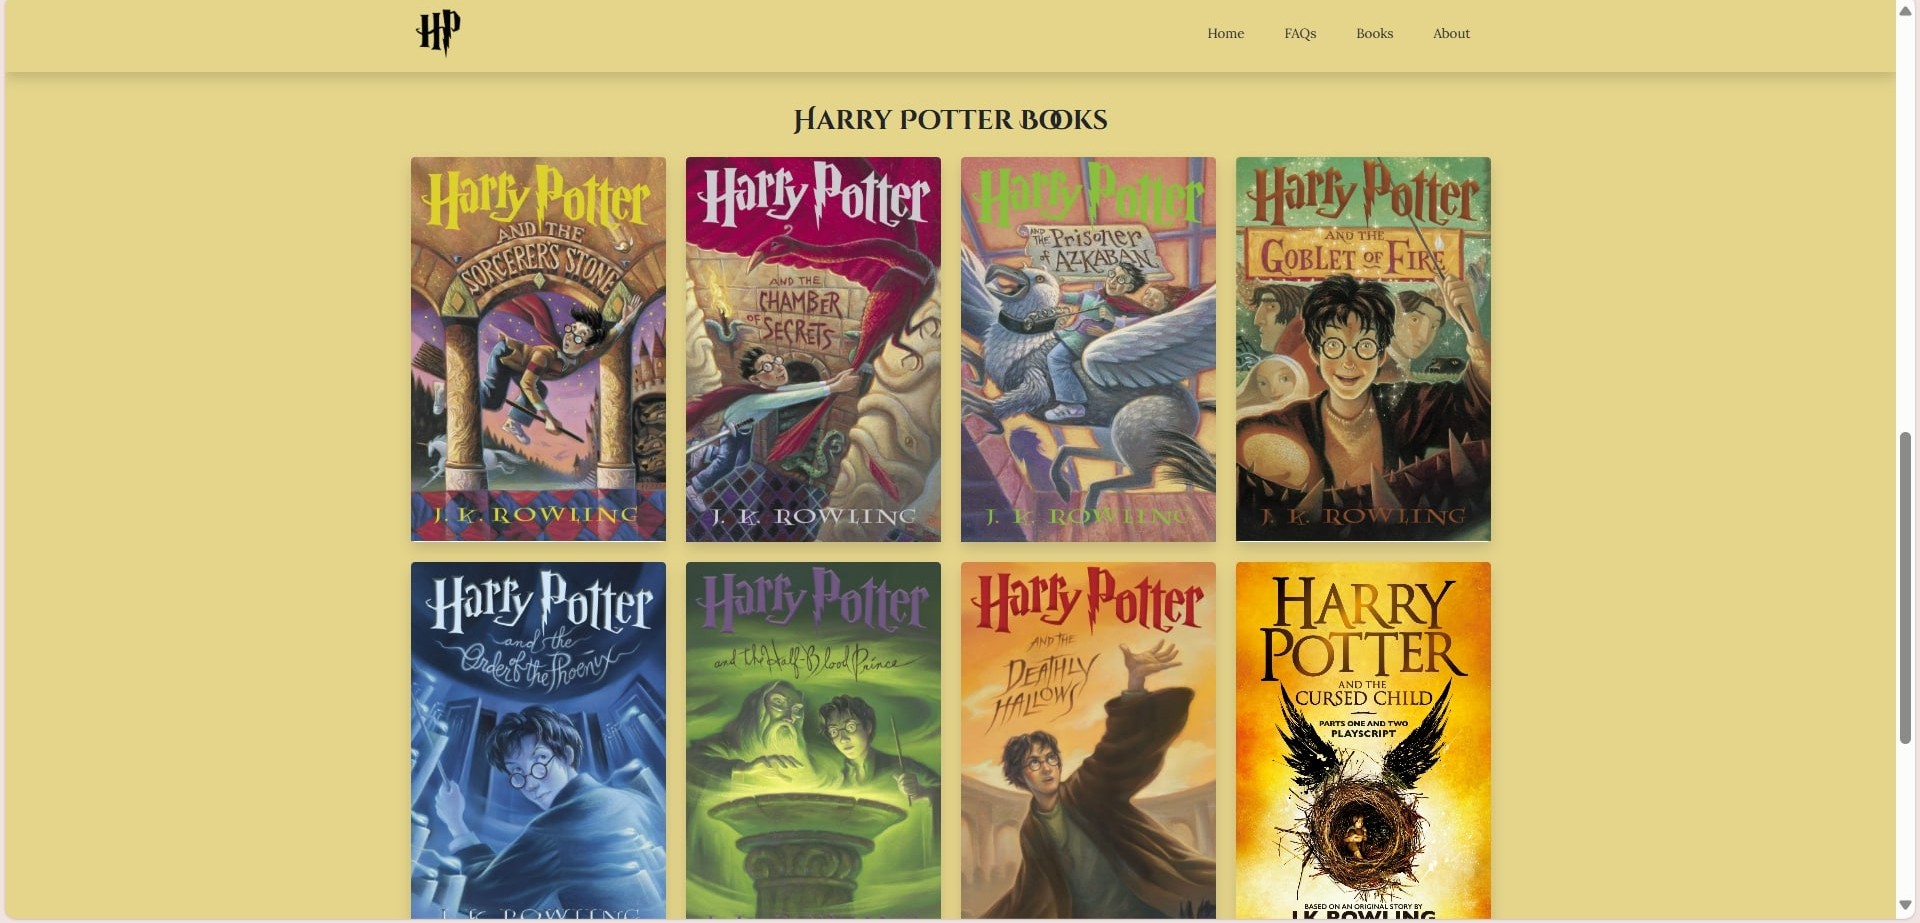 HP
Home FAQs Books About
Harry Potter Books
Harry Potter
AND THE
SORCERER'S STONE
J. K. ROWLING
Harry Potter
AND THE
CHAMBER
OF SECRETS
J. K. ROWLING
Harry Potter
AND THE Prisoner
of AZKABAN
J. K. ROWLING
Harry Potter
AND THE
GOBLET OF FIRE
J. K. ROWLING
Harry Potter
and the
Order of the Phoenix
J. K. ROWLING
Harry Potter
and the Half-Blood Prince
Harry Potter
AND THE
DEATHLY
HALLOWS
HARRY
POTTER
AND THE
CURSED CHILD
PARTS ONE AND TWO
PLAYSCRIPT
BASED ON AN ORIGINAL STORY BY
J.K. ROWLING